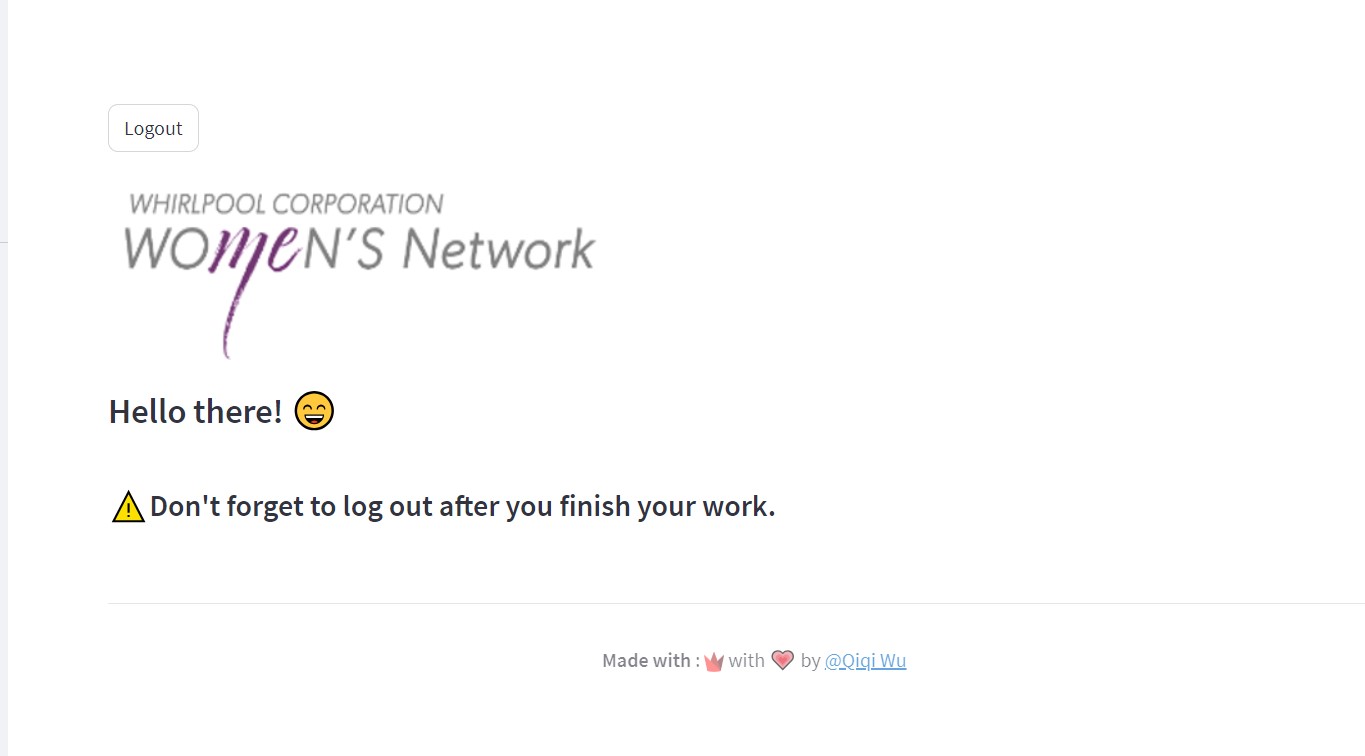 Logout
WHIRLPOOL CORPORATION
WOmeN'S Network
Hello there! 😄
⚠️Don't forget to log out after you finish your work.
Made with : with ❤ by @Qiqi Wu